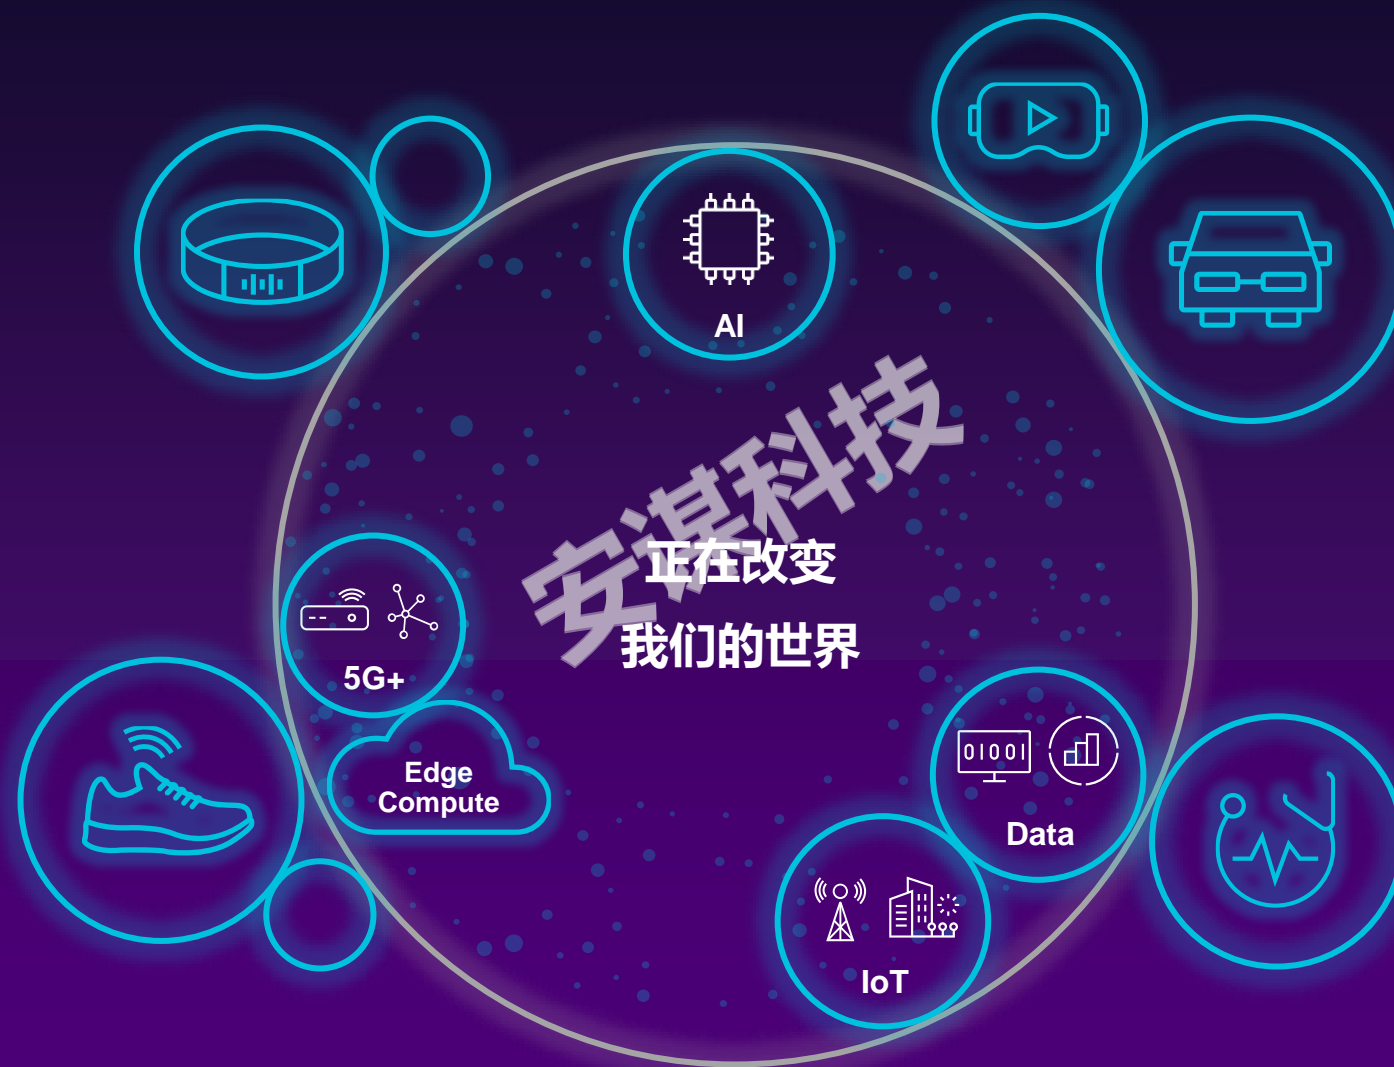 AI
安谋科技
正在改变
我们的世界
5G+
Edge
Compute
01001
Data
IoT